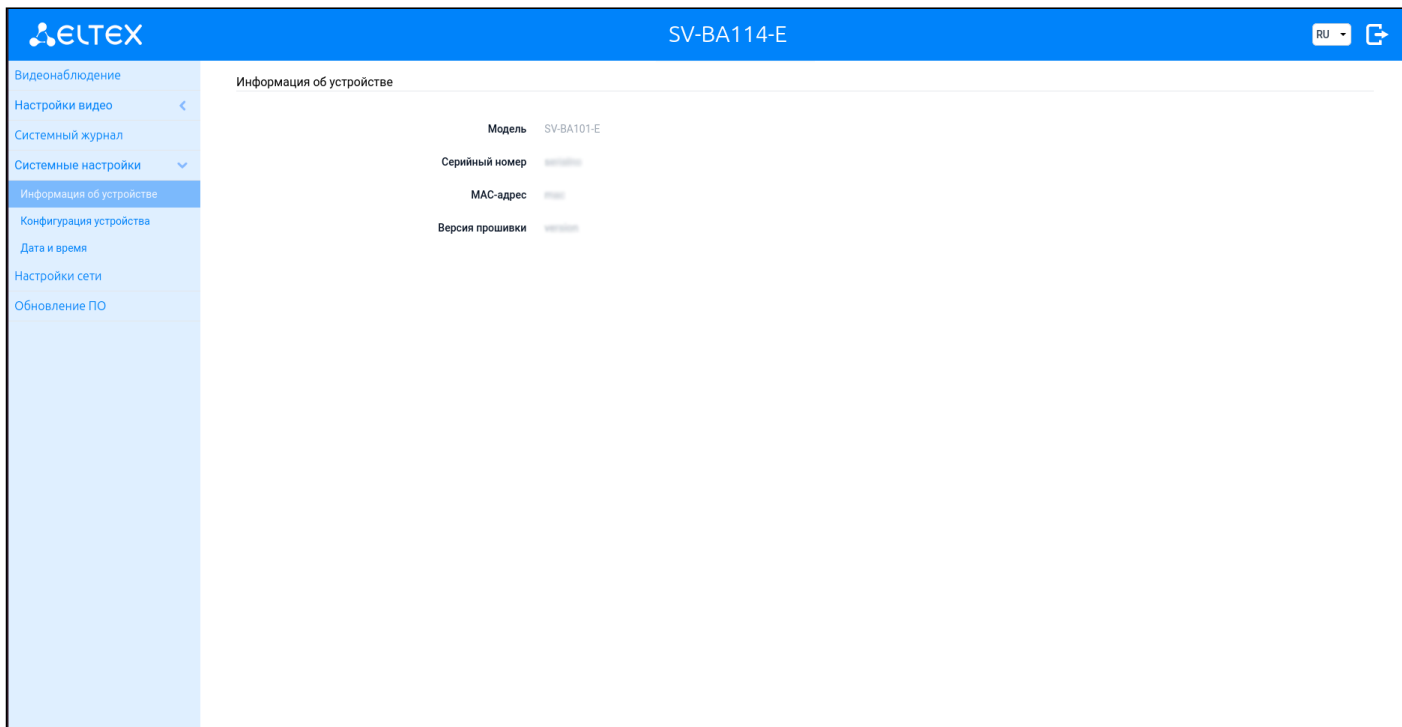 ELTEX
SV-BA114-E
RU
Видеонаблюдение
Настройки видео
Системный журнал
Системные настройки
Информация об устройстве
Конфигурация устройства
Дата и время
Настройки сети
Обновление ПО
Информация об устройстве
Модель SV-BA101-E
Серийный номер
MAC-адрес
Версия прошивки